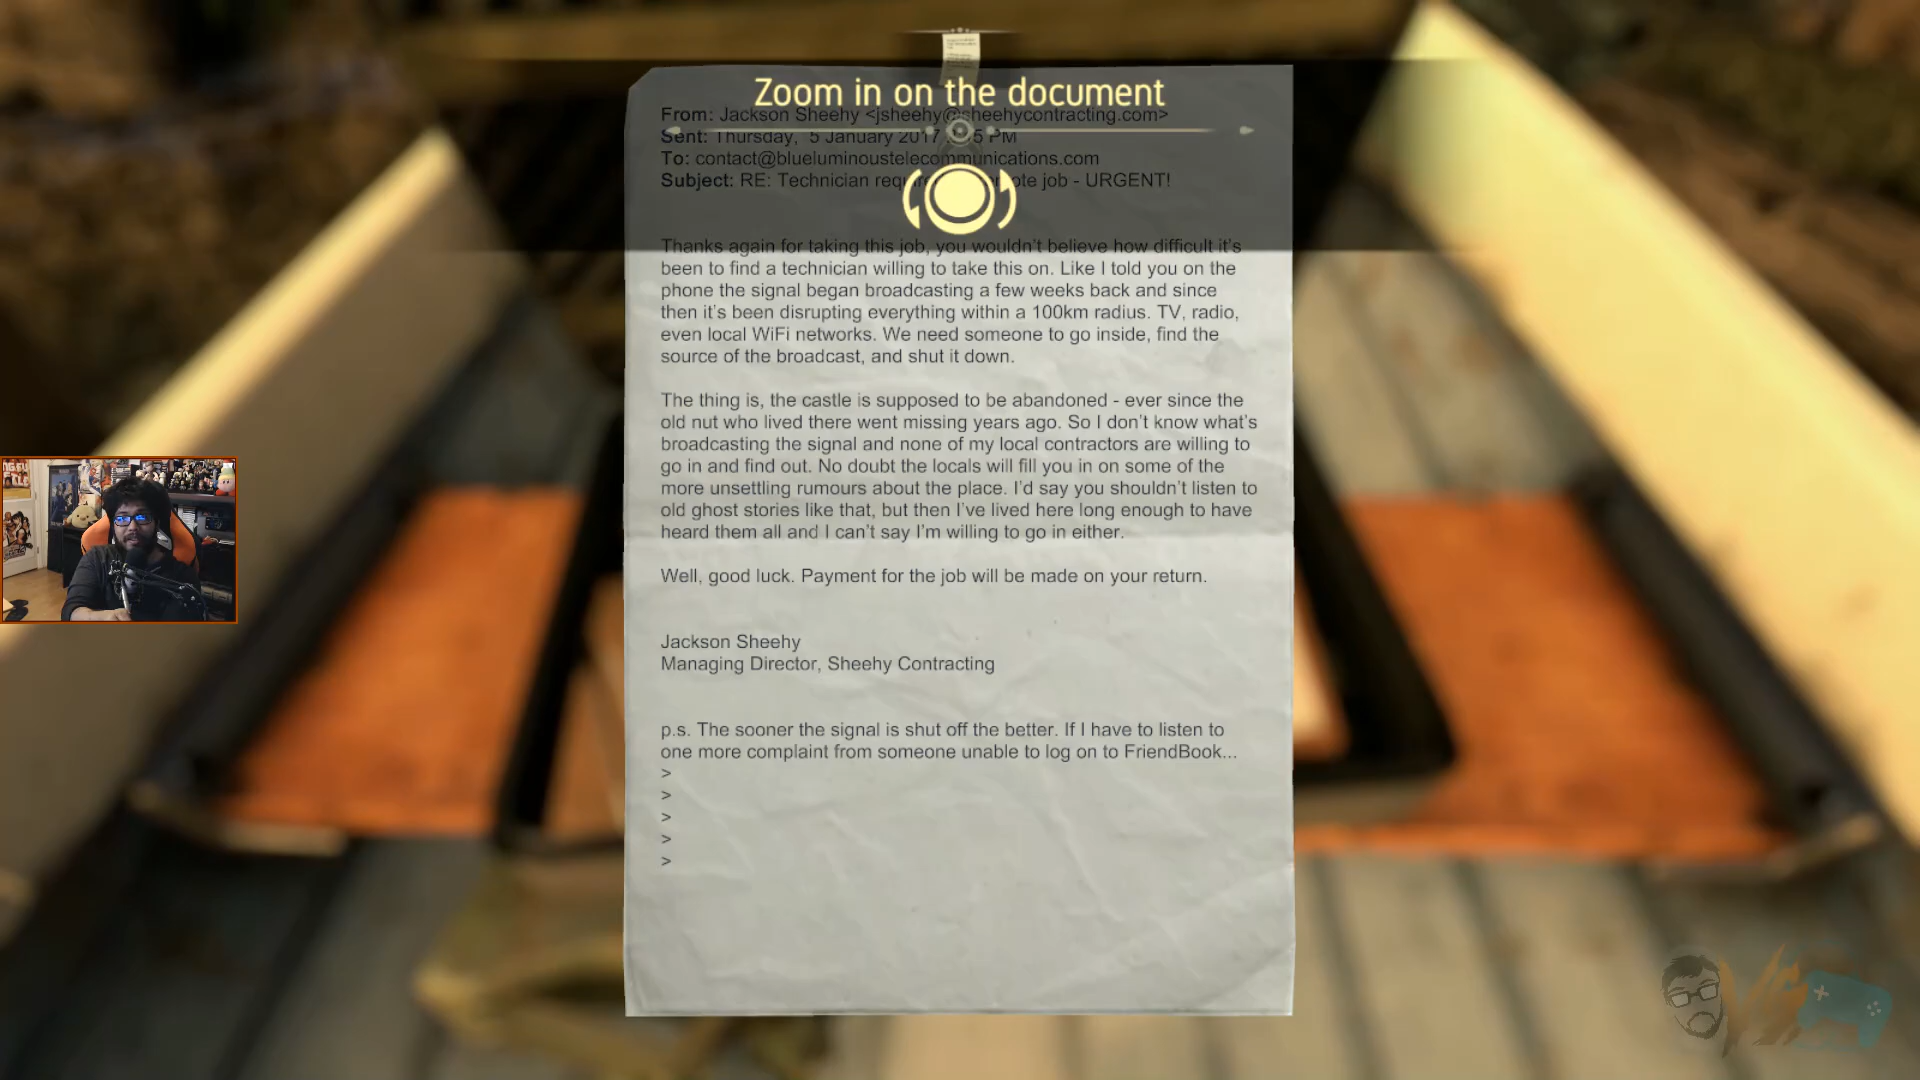 Zoom in on the document
From: Jackson Sheehy <jsheehy@sheehycontracting.com>
Sent: Thursday, 5 January 2017 5 PM
To: contact@blueluminoustelecommunications.com
Subject: RE: Technician job - URGENT!
Thanks again for taking this job, you wouldn't believe how difficult it's
been to find a technician willing to take this on. Like I told you on the
phone the signal began broadcasting a few weeks back and since
then it's been disrupting everything within a 100km radius. TV, radio,
even local WiFi networks. We need someone to go inside, find the
source of the broadcast, and shut it down.
The thing is, the castle is supposed to be abandoned - ever since the
old nut who lived there went missing years ago. So I don't know what's
broadcasting the signal and none of my local contractors are willing to
go in and find out. No doubt the locals will fill you in on some of the
more unsettling rumours about the place. I'd say you shouldn't listen to
old ghost stories like that, but then I've lived here long enough to have
heard them all and I can't say I'm willing to go in either.
Well, good luck. Payment for the job will be made on your return.
Jackson Sheehy
Managing Director, Sheehy Contracting
p.s. The sooner the signal is shut off the better. If I have to listen to
one more complaint from someone unable to log on to FriendBook...
>
>
>
>
>